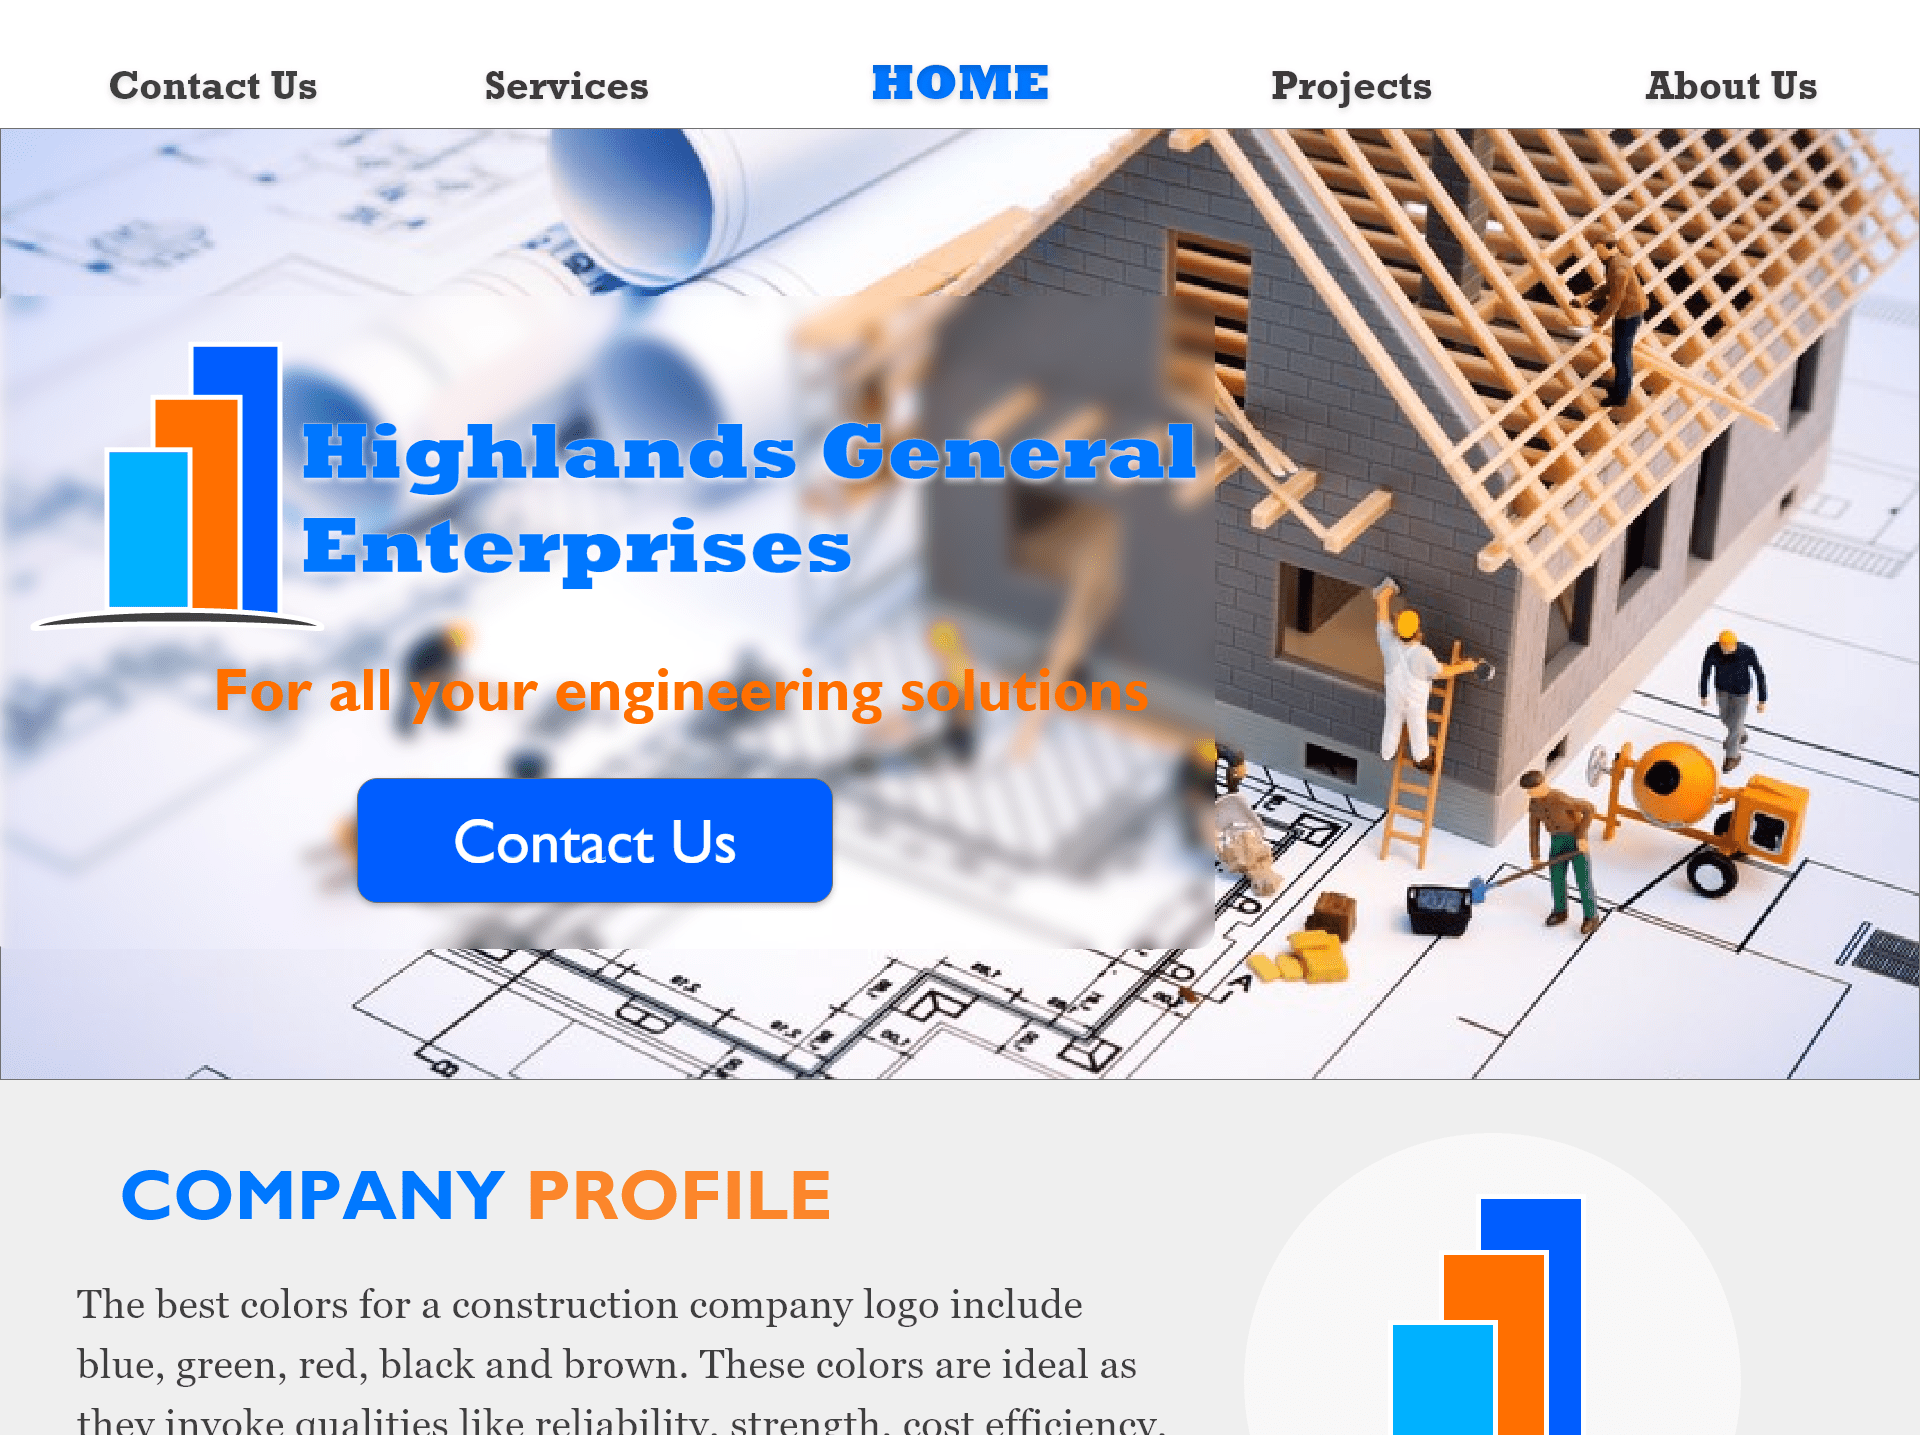 Contact Us
Services
HOME
Projects
About Us
Highlands General
Enterprises
For all your engineering solutions
Contact Us
COMPANY PROFILE
The best colors for a construction company logo include
blue, green, red, black and brown. These colors are ideal as
they invoke qualities like reliability, strength, cost efficiency,